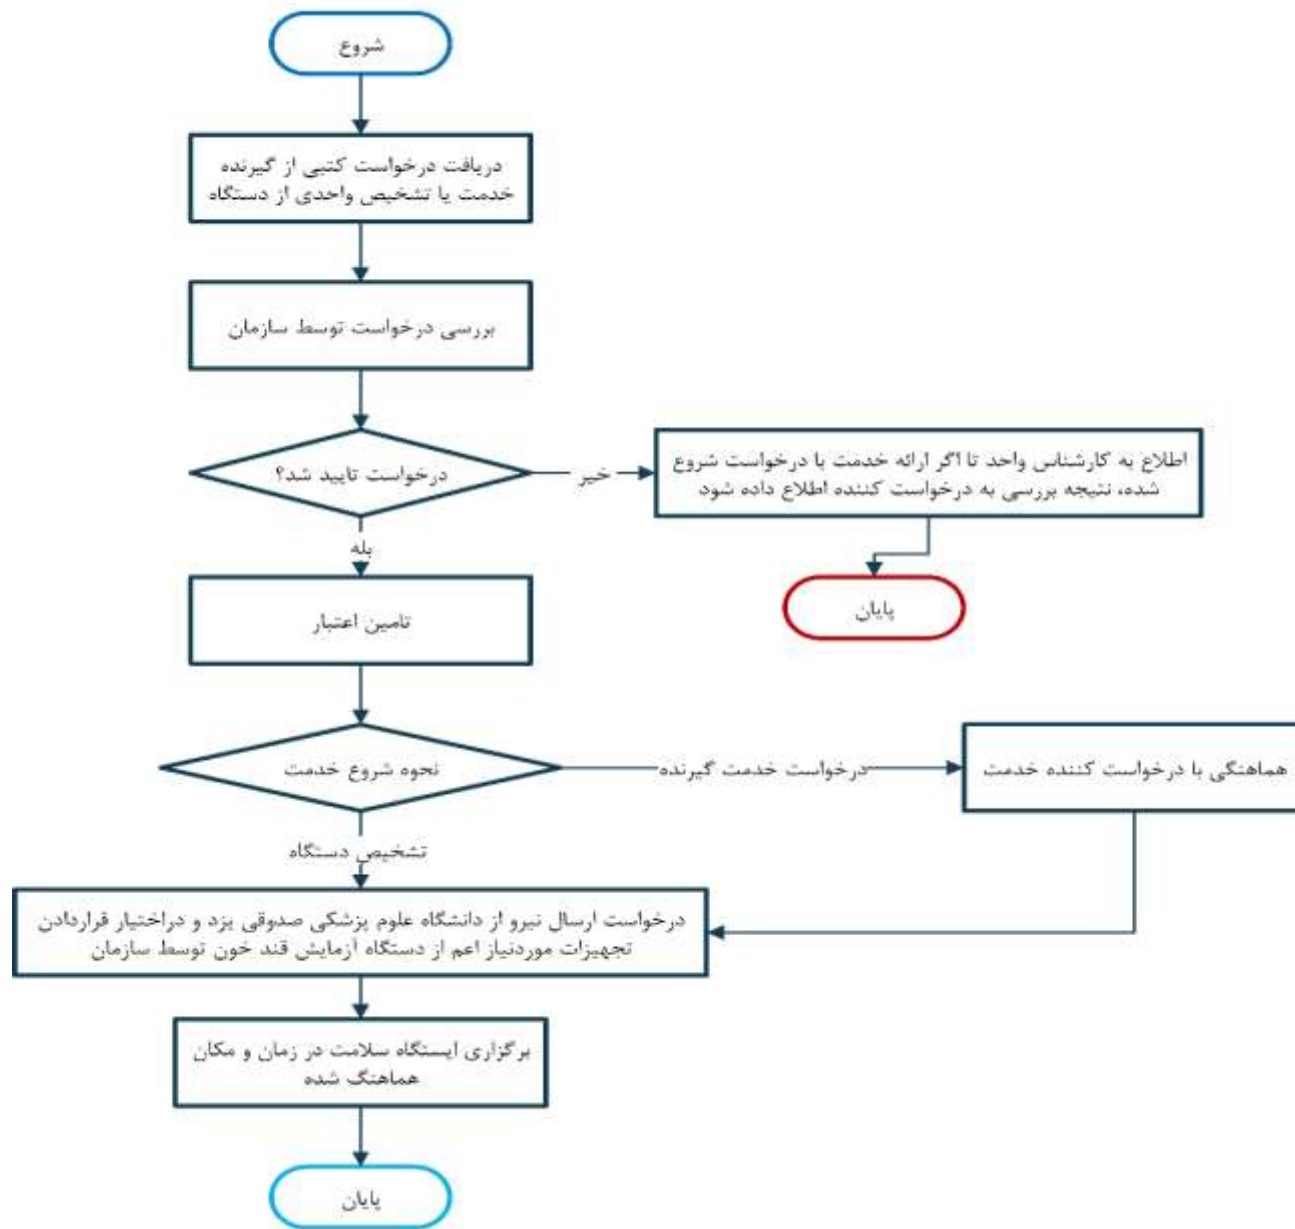 شروع
دریافت درخواست کتبی از گیرنده
خدمت یا تشخیص واحدی از دستگاه
بررسی درخواست توسط سازمان
درخواست تایید شد؟
خیر
اطلاع به کارشناس واحد تا اگر ارائه خدمت با درخواست شروع
شده، نتیجه بررسی به درخواست کننده اطلاع داده شود
بله
پایان
تامین اعتبار
نحوه شروع خدمت
درخواست خدمت گیرنده
هماهنگی با درخواست کننده خدمت
تشخیص دستگاه
درخواست ارسال نیرو از دانشگاه علوم پزشکی صدوقی یزد و دراختیار قراردادن
تجهیزات موردنیاز اعم از دستگاه آزمایش قند خون توسط سازمان
برگزاری ایستگاه سلامت در زمان و مکان
هماهنگ شده
پایان